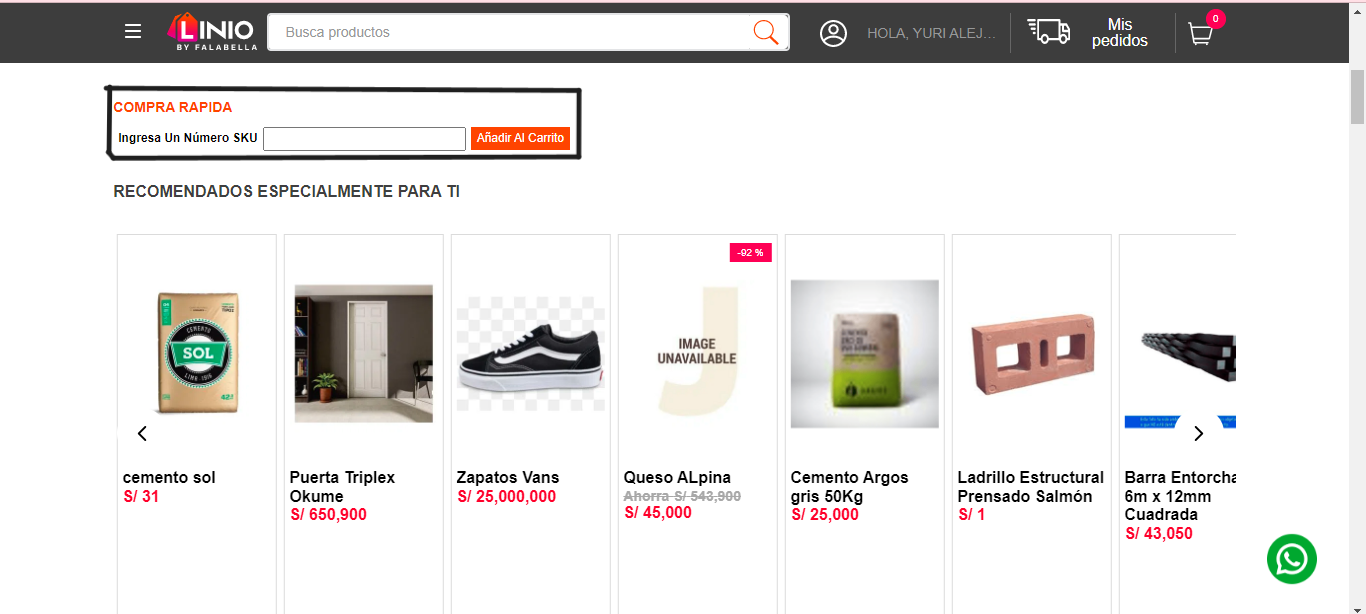 LINIO
BY FALABELLA
Busca productos
HOLA, YURI ALEJ...
Mis
pedidos
0
COMPRA RAPIDA
Ingresa Un Número SKU
Añadir Al Carrito
RECOMENDADOS ESPECIALMENTE PARA TI
CEMENTO
SOL
LIMA 1916
cemento sol
S/ 31
Puerta Triplex
Okume
S/ 650,900
Zapatos Vans
S/ 25,000,000
-92 %
IMAGE
UNAVAILABLE
Queso ALpina
Ahorra S/ 543,900
S/ 45,000
ARGOS
Cemento Argos
gris 50Kg
S/ 25,000
Ladrillo Estructural
Prensado Salmón
S/ 1
Barra Entorcha
6m x 12mm
Cuadrada
S/ 43,050